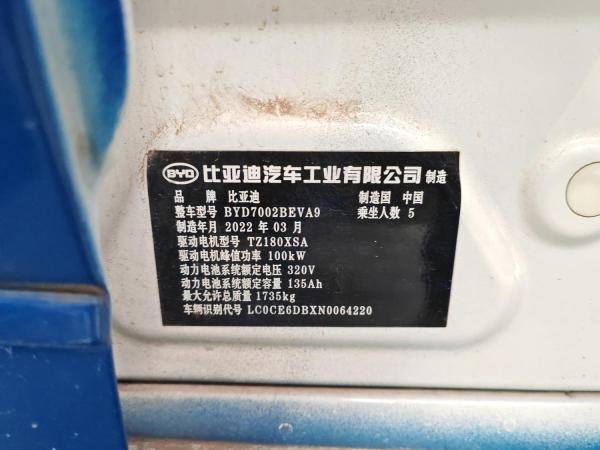 BYD 比亚迪汽车工业有限公司 制造
品 牌 比亚迪 制造国 中国
整车型号 BYD7002BEVA9 乘坐人数 5
制造年月 2022 年 03 月
驱动电机型号 TZ180XSA
驱动电机峰值功率 100kW
动力电池系统额定电压 320V
动力电池系统额定容量 135Ah
最大允许总质量 1735kg
车辆识别代号 LC0CE6DBXN0064220